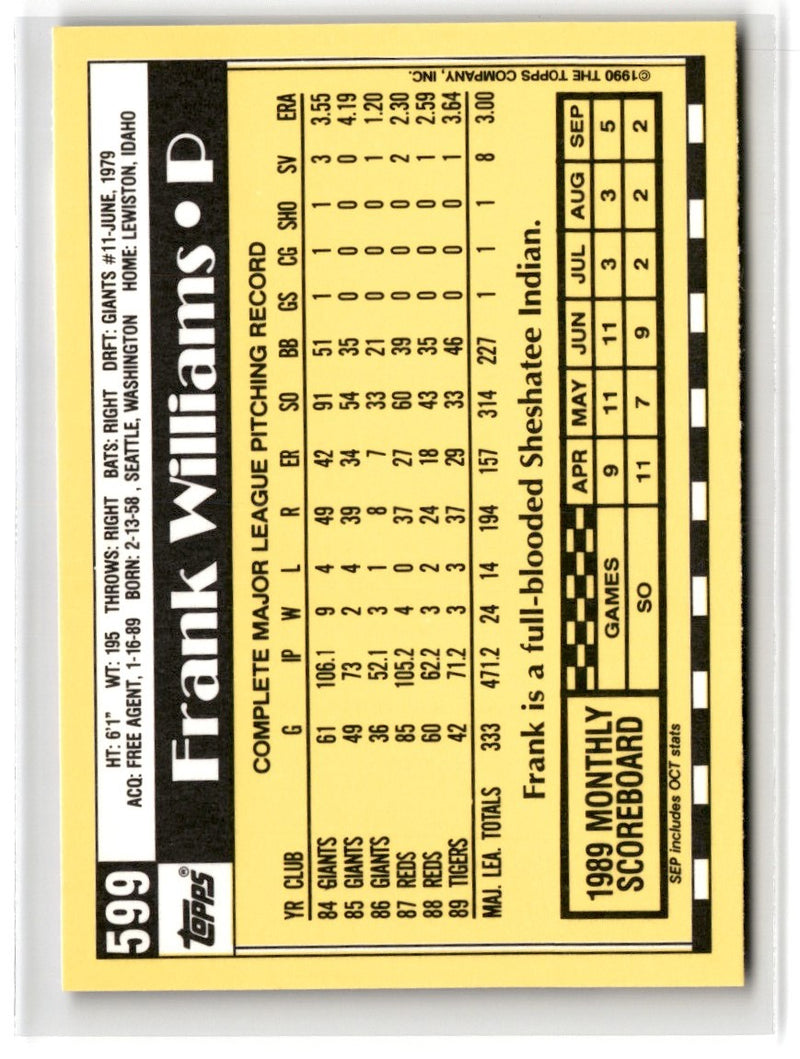 599
HT: 6'1" WT: 195 THROWS: RIGHT BATS: RIGHT DRFT: GIANTS #11-JUNE, 1979
ACQ: FREE AGENT, 1-16-89 BORN: 2-13-58, SEATTLE, WASHINGTON HOME: LEWISTON, IDAHO
TOPPS®
Frank Williams • P
COMPLETE MAJOR LEAGUE PITCHING RECORD
YR CLUB G IP W L R ER SO BB GS CG SHO SV ERA
84 GIANTS 61 106.1 9 4 49 42 91 51 1 1 1 3 3.55
85 GIANTS 49 73 2 4 39 34 54 35 0 0 0 0 4.19
86 GIANTS 36 52.1 3 1 8 7 33 21 0 0 0 1 1.20
87 REDS 85 105.2 4 0 37 27 60 39 0 0 0 2 2.30
88 REDS 60 62.2 3 2 24 18 43 35 0 0 0 1 2.59
89 TIGERS 42 71.2 3 3 37 29 33 46 0 0 0 1 3.64
MAJ. LEA. TOTALS 333 471.2 24 14 194 157 314 227 1 1 1 8 3.00
Frank is a full-blooded Sheshatee Indian.
1989 MONTHLY
SCOREBOARD
APR MAY JUN JUL AUG SEP
GAMES 9 11 11 3 3 5
SO 11 7 9 2 2 2
SEP includes OCT stats
©1990 THE TOPPS COMPANY, INC.